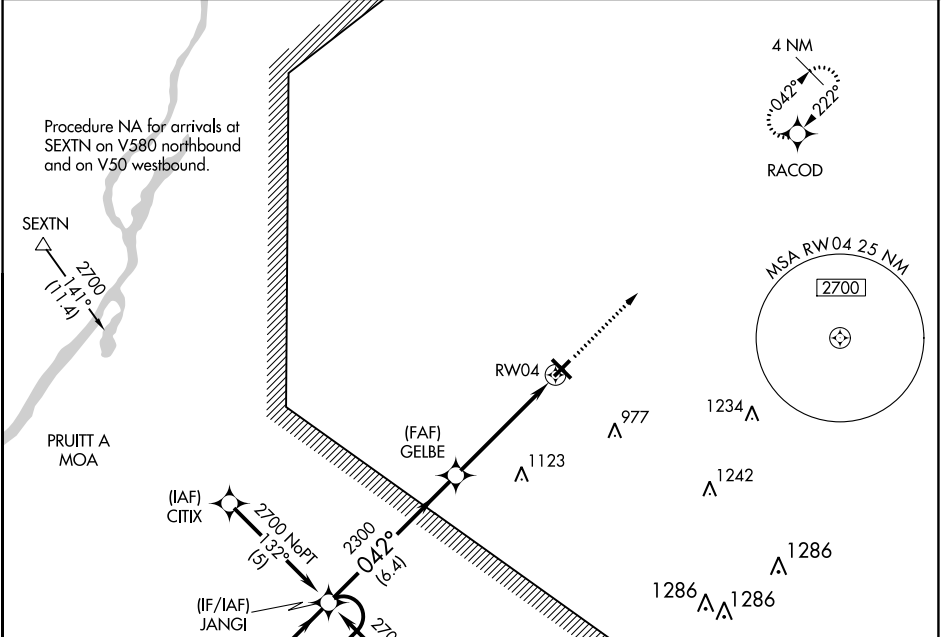 4 NM
042°
222°
RACOD
Procedure NA for arrivals at
SEXTN on V580 northbound
and on V50 westbound.
SEXTN
2700
141°
(11.4)
MSA RW04 25 NM
2700
RW04
977
1234
(FAF)
GELBE
1123
1242
PRUITT A
MOA
(IAF)
CITIX
2700 NoPT
132°
(5)
2300
042°
(6.4)
1286
1286
1286
(IF/IAF)
JANGI